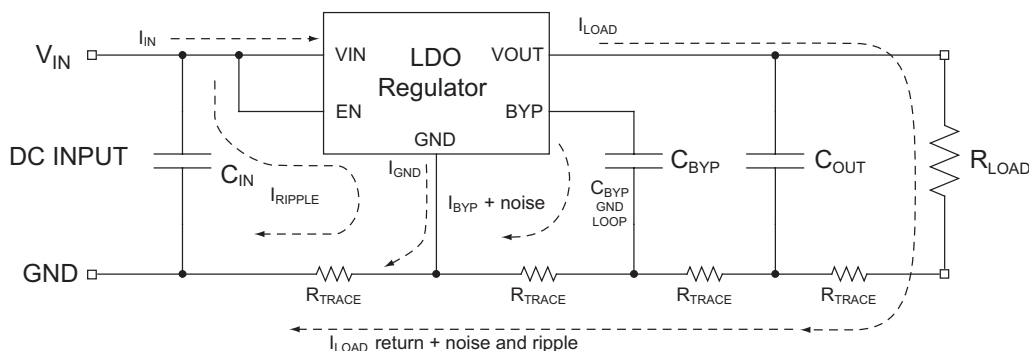 I_IN
I_LOAD
V_IN
VIN
LDO
Regulator
VOUT
EN
BYP
GND
DC INPUT
C_IN
I_RIPPLE
I_GND
I_BYP + noise
C_BYP
GND
LOOP
C_BYP
C_OUT
R_LOAD
GND
R_TRACE
R_TRACE
R_TRACE
R_TRACE
I_LOAD return + noise and ripple